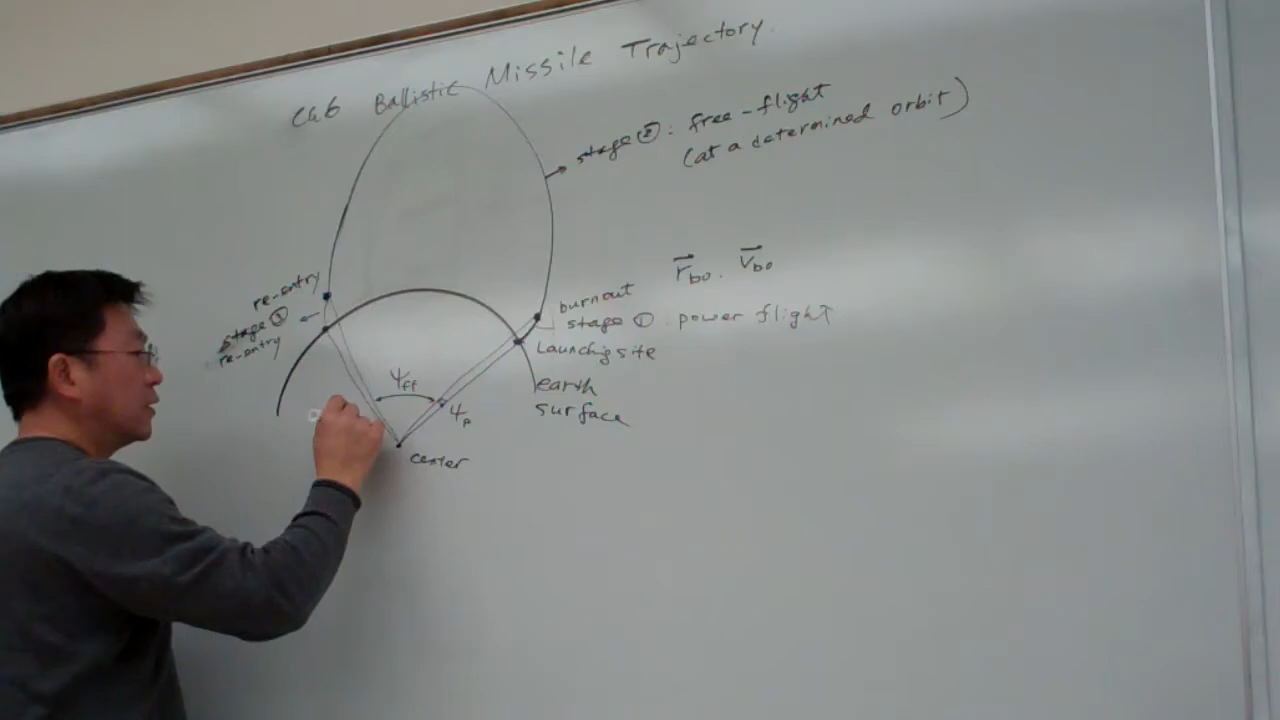 Ch6 Ballistic Missile Trajectory.
stage ②: free-flight
(at a determined orbit)
r⃗bo. v⃗bo
re-entry
stage ③
re-entry
burnout
stage ① power flight
Launching site
earth
surface
Ψff
Ψp
center